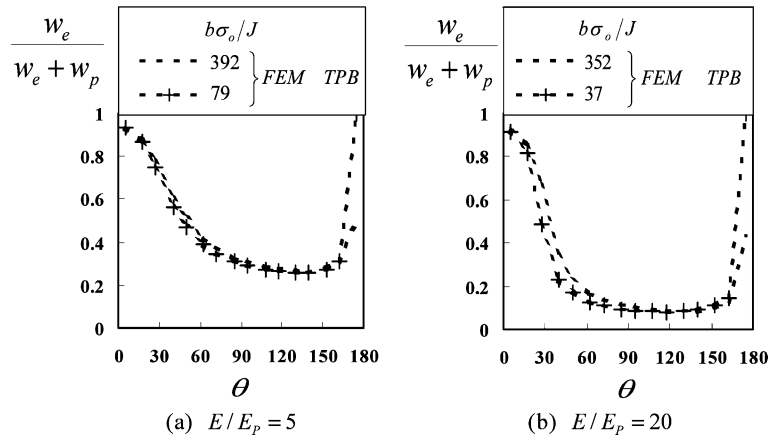 w_e
w_e + w_p
bσ_o/J
392
79
FEM TPB
1
0.8
0.6
0.4
0.2
0
0 30 60 90 120 150 180
θ
(a) E / E_P = 5
w_e
w_e + w_p
bσ_o/J
352
37
FEM TPB
1
0.8
0.6
0.4
0.2
0
0 30 60 90 120 150 180
θ
(b) E / E_P = 20